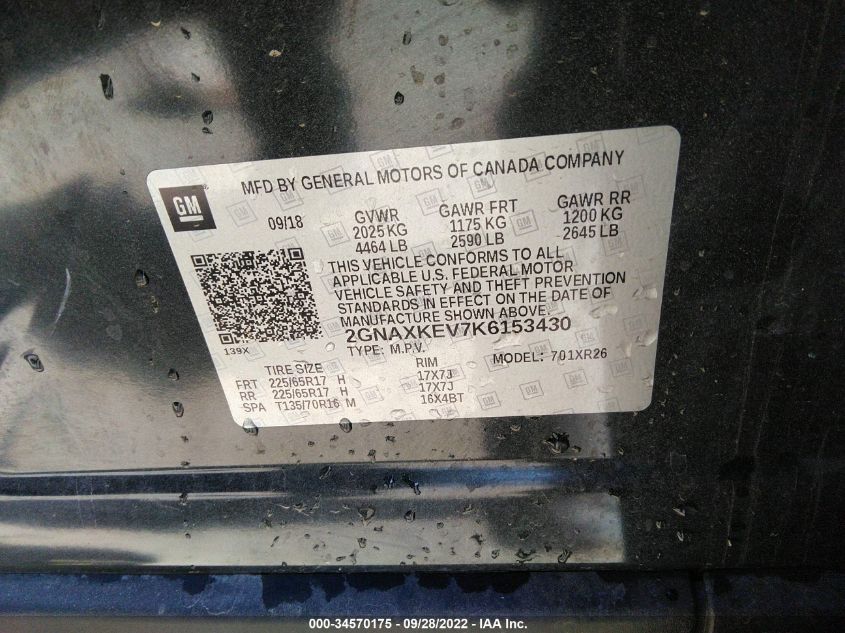 MFD BY GENERAL MOTORS OF CANADA COMPANY
GM
®
09/18 GVWR GAWR FRT GAWR RR
2025 KG 1175 KG 1200 KG
4464 LB 2590 LB 2645 LB
THIS VEHICLE CONFORMS TO ALL
APPLICABLE U.S. FEDERAL MOTOR
VEHICLE SAFETY AND THEFT PREVENTION
STANDARDS IN EFFECT ON THE DATE OF
MANUFACTURE SHOWN ABOVE.
139X
2GNAXKEV7K6153430
TYPE: M.P.V. MODEL: 701XR26
TIRE SIZE RIM
FRT 225/65R17 H 17X7J
RR 225/65R17 H 17X7J
SPA T135/70R16 M 16X4BT
000-34570175 - 09/28/2022 - IAA Inc.